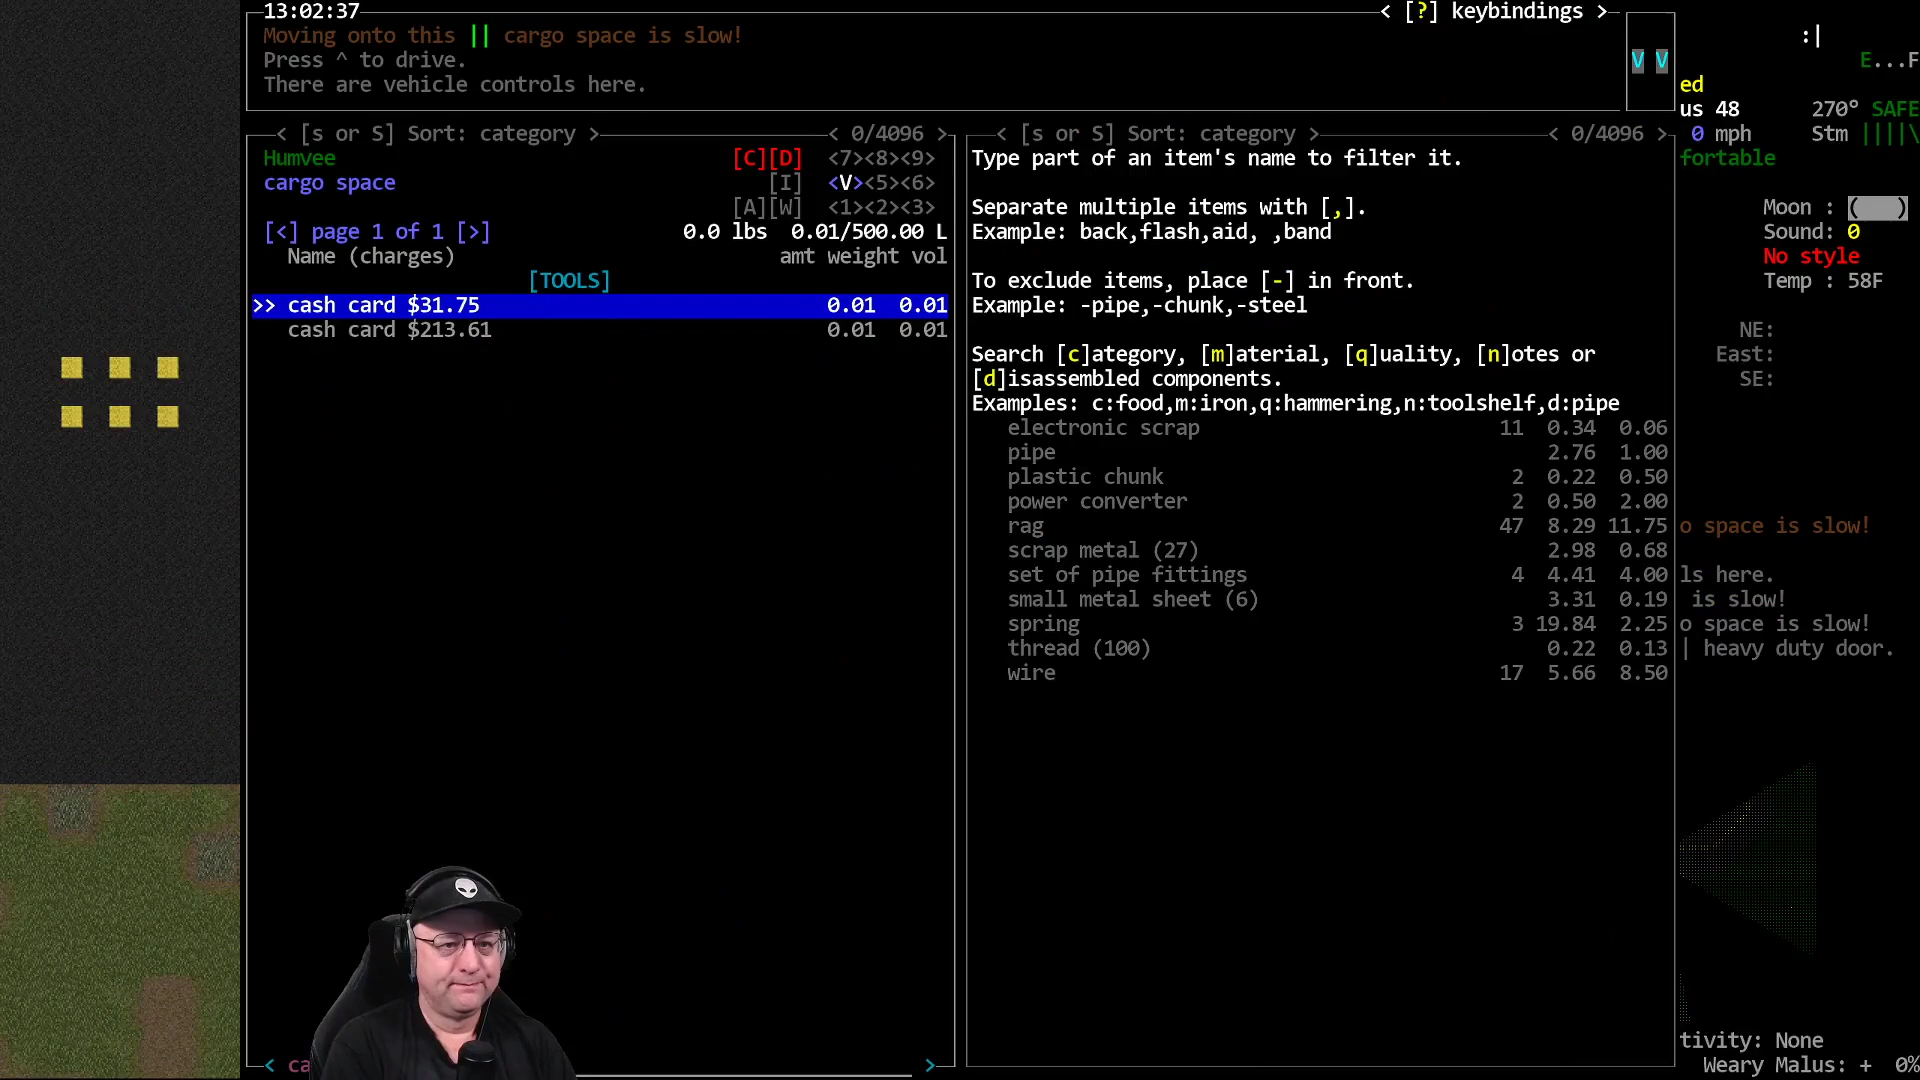 13:02:37
< [?] keybindings >
Moving onto this || cargo space is slow!
Press ^ to drive.
There are vehicle controls here.
V V
:|
E...F
ed
us 48 270° SAFE
0 mph Stm ||||\
fortable
Moon : ( )
Sound: 0
No style
Temp : 58F
NE:
East:
SE:
< [s or S] Sort: category > < 0/4096 >
Humvee [C][D] <7><8><9>
cargo space [I] <V><5><6>
[A][W] <1><2><3>
[<] page 1 of 1 [>] 0.0 lbs 0.01/500.00 L
Name (charges) amt weight vol
[TOOLS]
>> cash card $31.75 0.01 0.01
cash card $213.61 0.01 0.01
< ca
>
< [s or S] Sort: category > < 0/4096 >
Type part of an item's name to filter it.
Separate multiple items with [,].
Example: back,flash,aid, ,band
To exclude items, place [-] in front.
Example: -pipe,-chunk,-steel
Search [c]ategory, [m]aterial, [q]uality, [n]otes or
[d]isassembled components.
Examples: c:food,m:iron,q:hammering,n:toolshelf,d:pipe
electronic scrap 11 0.34 0.06
pipe 2.76 1.00
plastic chunk 2 0.22 0.50
power converter 2 0.50 2.00
rag 47 8.29 11.75
scrap metal (27) 2.98 0.68
set of pipe fittings 4 4.41 4.00
small metal sheet (6) 3.31 0.19
spring 3 19.84 2.25
thread (100) 0.22 0.13
wire 17 5.66 8.50
o space is slow!
ls here.
is slow!
o space is slow!
| heavy duty door.
tivity: None
Weary Malus: + 0%